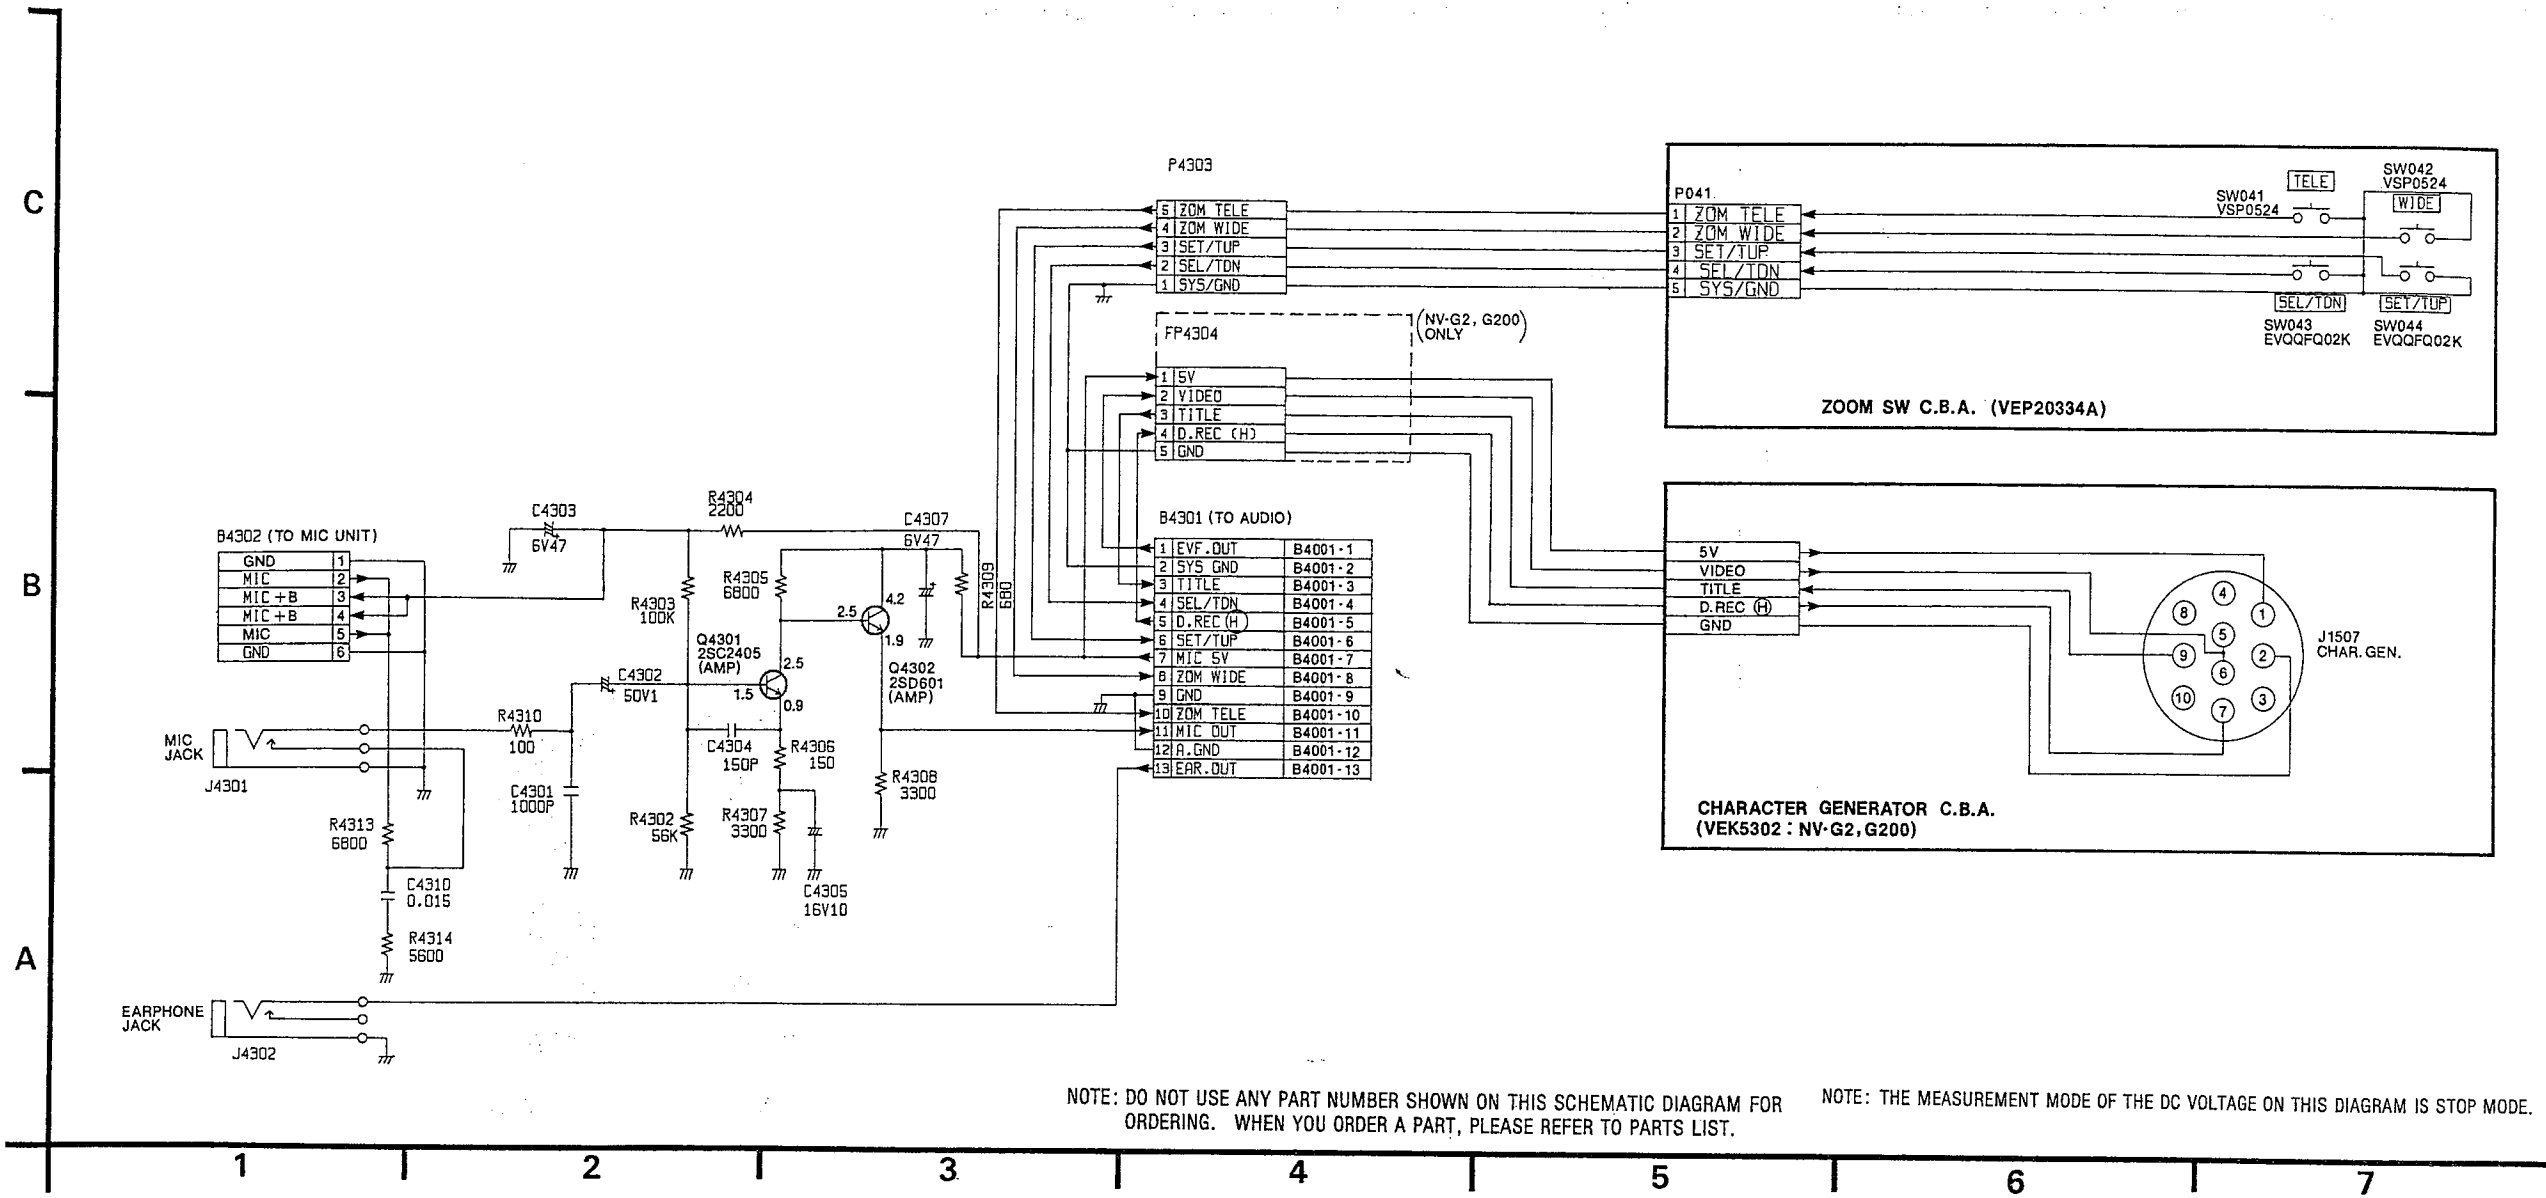 C
B
A
P4303
5 ZOM TELE
4 ZOM WIDE
3 SET/TUP
2 SEL/TDN
1 SYS/GND
P041
1 ZOM TELE
2 ZOM WIDE
3 SET/TUP
4 SEL/TDN
5 SYS/GND
TELE
SW041
VSP0524
SW042
VSP0524
WIDE
SEL/TDN
SW043
EVQQFQ02K
SET/TUP
SW044
EVQQFQ02K
ZOOM SW C.B.A. (VEP20334A)
FP4304
(NV-G2, G200)
ONLY
1 5V
2 VIDEO
3 TITLE
4 D.REC (H)
5 GND
B4301 (TO AUDIO)
1 EVF.OUT B4001-1
2 SYS GND B4001-2
3 TITLE B4001-3
4 SEL/TDN B4001-4
5 D.REC (H) B4001-5
6 SET/TUP B4001-6
7 MIC 5V B4001-7
8 ZOM WIDE B4001-8
9 GND B4001-9
10 ZOM TELE B4001-10
11 MIC OUT B4001-11
12 A.GND B4001-12
13 EAR.OUT B4001-13
B4302 (TO MIC UNIT)
GND 1
MIC 2
MIC+B 3
MIC+B 4
MIC 5
GND 6
C4303
6V47
R4304
2200
C4307
6V47
R4309
680
R4305
6800
R4303
100K
2.5
4.2
1.9
Q4301
2SC2405
(AMP)
2.5
1.5
0.9
Q4302
2SD601
(AMP)
C4302
50V1
R4310
100
C4304
150P
R4306
150
R4308
3300
C4301
1000P
R4302
56K
R4307
3300
C4305
16V10
MIC
JACK
J4301
R4313
6800
C4310
0.015
R4314
5600
EARPHONE
JACK
J4302
5V
VIDEO
TITLE
D.REC (H)
GND
4
8
1
5
9
2
6
10
3
7
J1507
CHAR. GEN.
CHARACTER GENERATOR C.B.A.
(VEK5302 : NV-G2, G200)
NOTE: DO NOT USE ANY PART NUMBER SHOWN ON THIS SCHEMATIC DIAGRAM FOR
ORDERING. WHEN YOU ORDER A PART, PLEASE REFER TO PARTS LIST.
NOTE: THE MEASUREMENT MODE OF THE DC VOLTAGE ON THIS DIAGRAM IS STOP MODE.
1 2 3 4 5 6 7